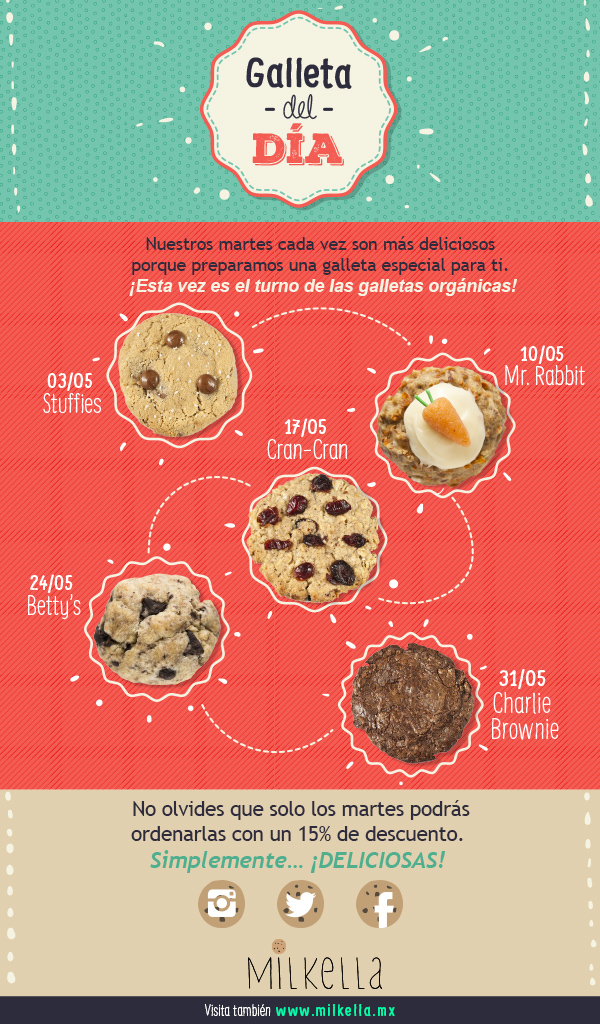 Galleta
- del -
DÍA
Nuestros martes cada vez son más deliciosos
porque preparamos una galleta especial para ti.
¡Esta vez es el turno de las galletas orgánicas!
03/05
Stuffies
10/05
Mr. Rabbit
17/05
Cran-Cran
24/05
Betty's
31/05
Charlie
Brownie
No olvides que solo los martes podrás
ordenarlas con un 15% de descuento.
Simplemente... ¡DELICIOSAS!
MILKELLA
Visita también www.milkella.mx